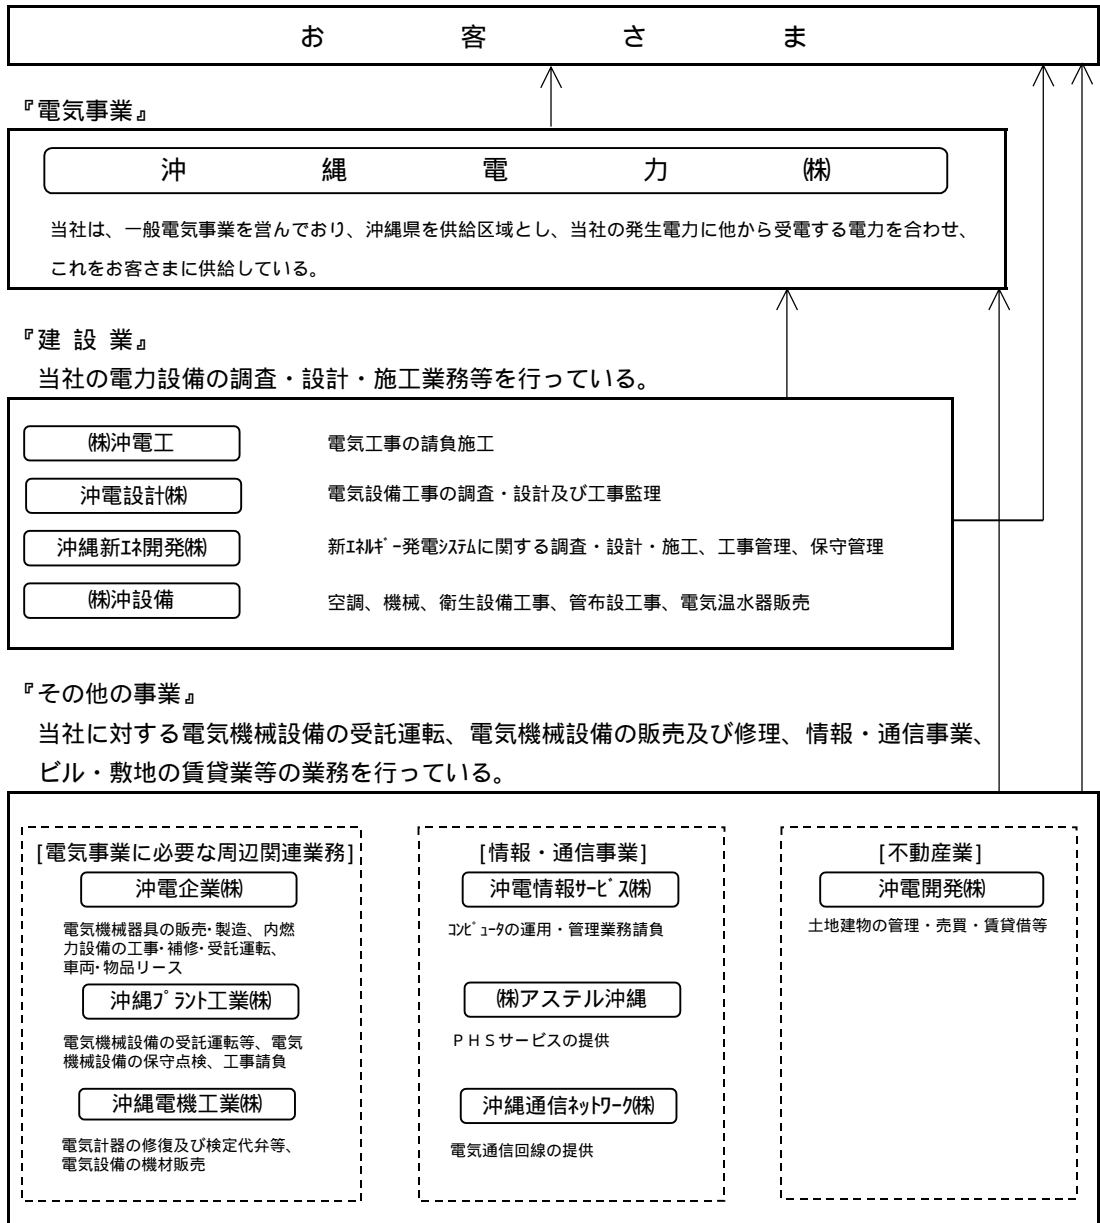 お客さま
『電気事業』
沖縄電力㈱
当社は、一般電気事業を営んでおり、沖縄県を供給区域とし、当社の発生電力に他から受電する電力を合わせ、
これをお客さまに供給している。
『建 設 業』
当社の電力設備の調査・設計・施工業務等を行っている。
㈱沖電工
電気工事の請負施工
沖電設計㈱
電気設備工事の調査・設計及び工事監理
沖縄新ｴﾈ開発㈱
新ｴﾈﾙｷﾞｰ発電ｼｽﾃﾑに関する調査・設計・施工、工事管理、保守管理
㈱沖設備
空調、機械、衛生設備工事、管布設工事、電気温水器販売
『その他の事業』
当社に対する電気機械設備の受託運転、電気機械設備の販売及び修理、情報・通信事業、
ビル・敷地の賃貸業等の業務を行っている。
[電気事業に必要な周辺関連業務]
沖電企業㈱
電気機械器具の販売･製造、内燃
力設備の工事･補修･受託運転、
車両･物品リース
沖縄ﾌﾟﾗﾝﾄ工業㈱
電気機械設備の受託運転等、電気
機械設備の保守点検、工事請負
沖縄電機工業㈱
電気計器の修復及び検定代弁等、
電気設備の機材販売
[情報・通信事業]
沖電情報ｻｰﾋﾞｽ㈱
ｺﾝﾋﾟｭｰﾀの運用・管理業務請負
㈱アステル沖縄
ＰＨＳサービスの提供
沖縄通信ﾈｯﾄﾜｰｸ㈱
電気通信回線の提供
[不動産業]
沖電開発㈱
土地建物の管理・売買・賃貸借等